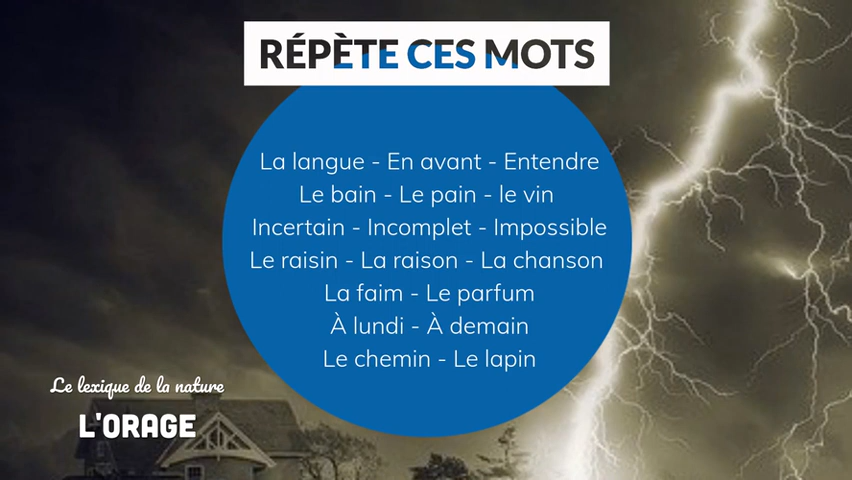 RÉPÈTE CES MOTS
La langue - En avant - Entendre
Le bain - Le pain - le vin
Incertain - Incomplet - Impossible
Le raisin - La raison - La chanson
La faim - Le parfum
À lundi - À demain
Le chemin - Le lapin
Le lexique de la nature
L'ORAGE